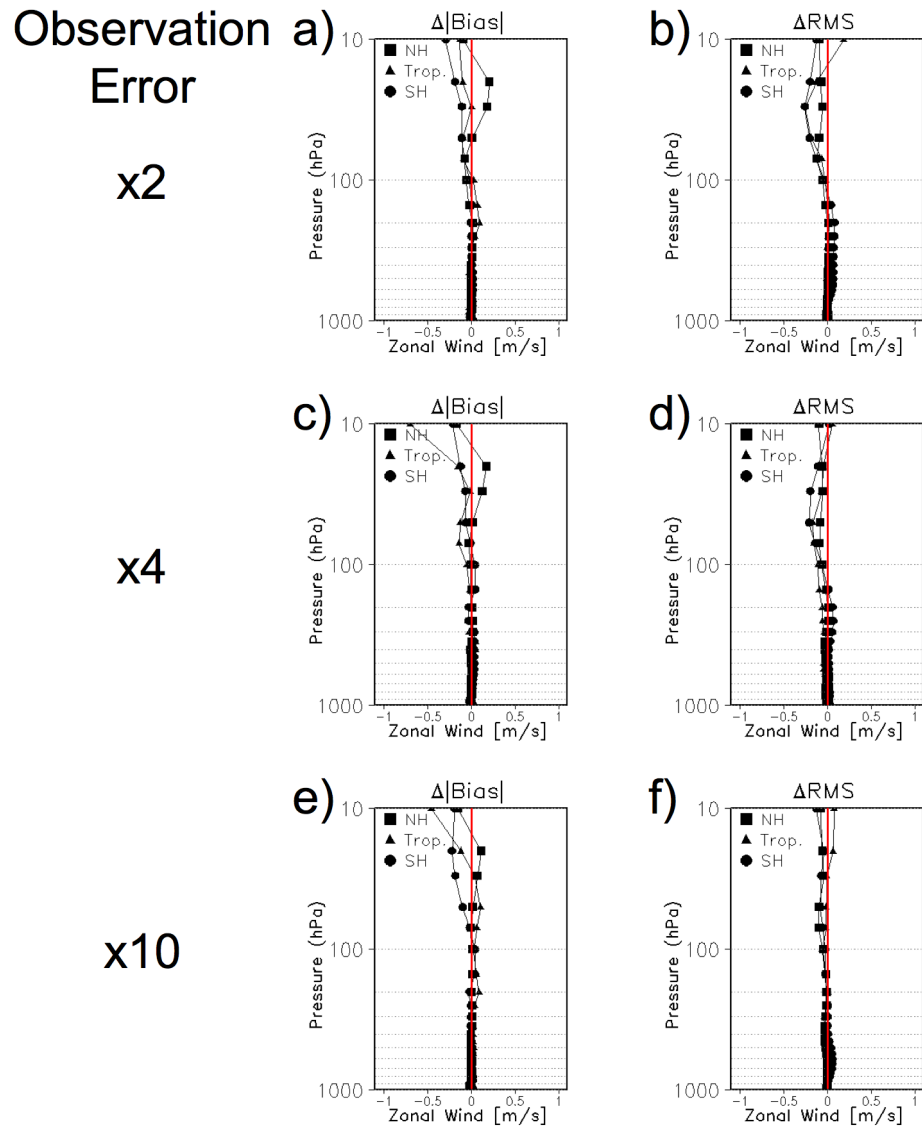 Observation
Error
a)
Δ|Bias|
10
NH
Trop.
SH
100
1000
Pressure (hPa)
-1 -0.5 0 0.5 1
Zonal Wind [m/s]
b)
ΔRMS
10
NH
Trop.
SH
100
1000
Pressure (hPa)
-1 -0.5 0 0.5 1
Zonal Wind [m/s]
x2
c)
Δ|Bias|
10
NH
Trop.
SH
100
1000
Pressure (hPa)
-1 -0.5 0 0.5 1
Zonal Wind [m/s]
d)
ΔRMS
10
NH
Trop.
SH
100
1000
Pressure (hPa)
-1 -0.5 0 0.5 1
Zonal Wind [m/s]
x4
e)
Δ|Bias|
10
NH
Trop.
SH
100
1000
Pressure (hPa)
-1 -0.5 0 0.5 1
Zonal Wind [m/s]
f)
ΔRMS
10
NH
Trop.
SH
100
1000
Pressure (hPa)
-1 -0.5 0 0.5 1
Zonal Wind [m/s]
x10